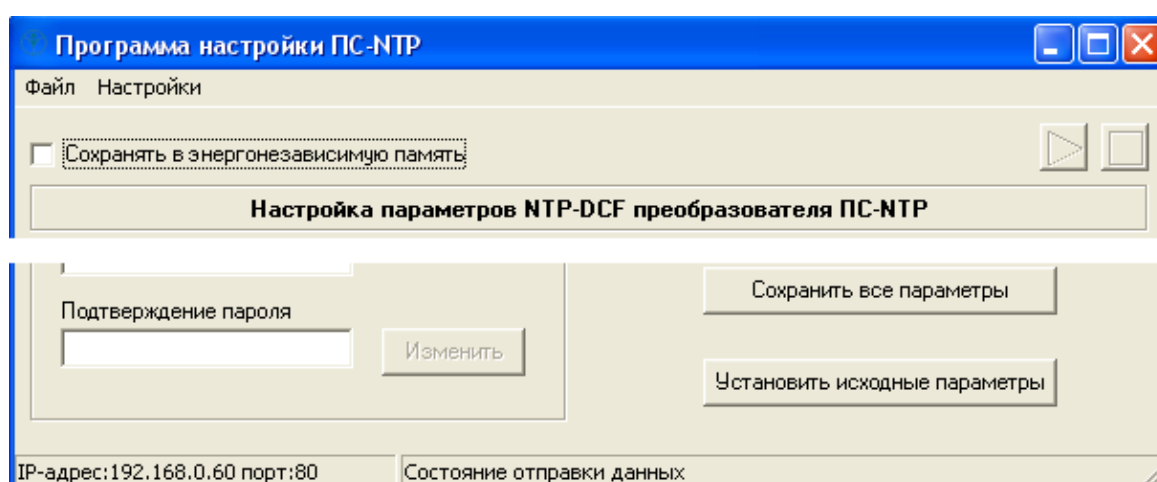 Программа настройки ПС-NTP
Файл Настройки
Сохранять в энергонезависимую память
Настройка параметров NTP-DCF преобразователя ПС-NTP
Сохранить все параметры
Подтверждение пароля
Изменить
Установить исходные параметры
IP-адрес:192.168.0.60 порт:80 Состояние отправки данных